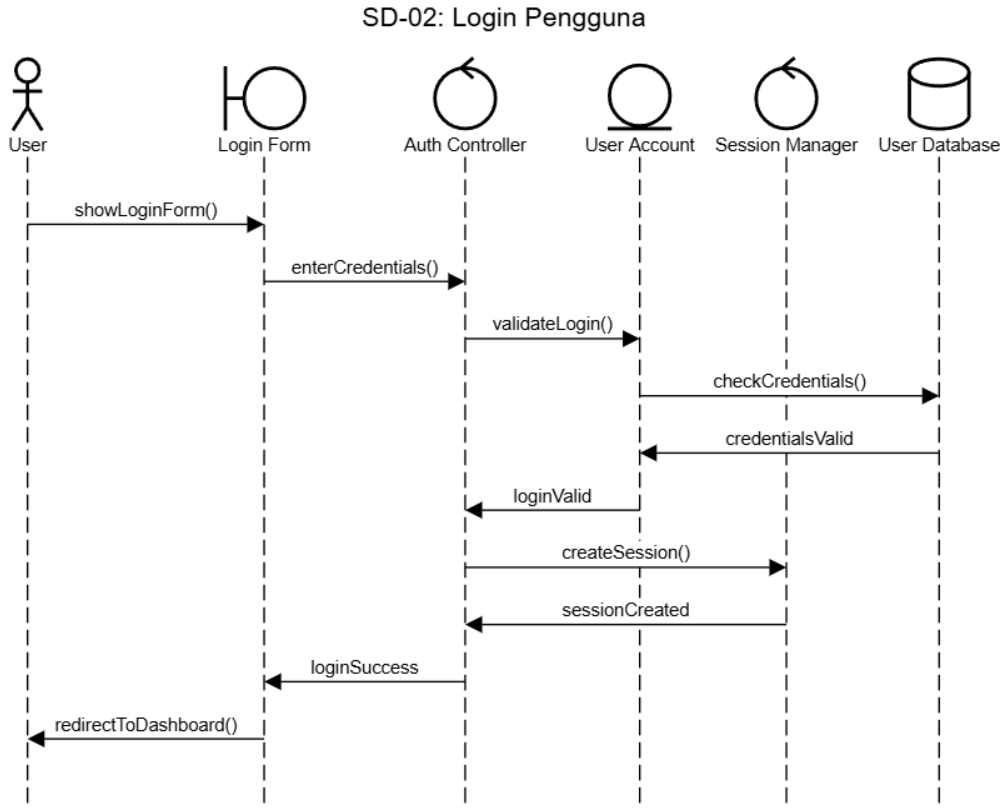 SD-02: Login Pengguna
User
Login Form
Auth Controller
User Account
Session Manager
User Database
showLoginForm()
enterCredentials()
validateLogin()
checkCredentials()
credentialsValid
loginValid
createSession()
sessionCreated
loginSuccess
redirectToDashboard()